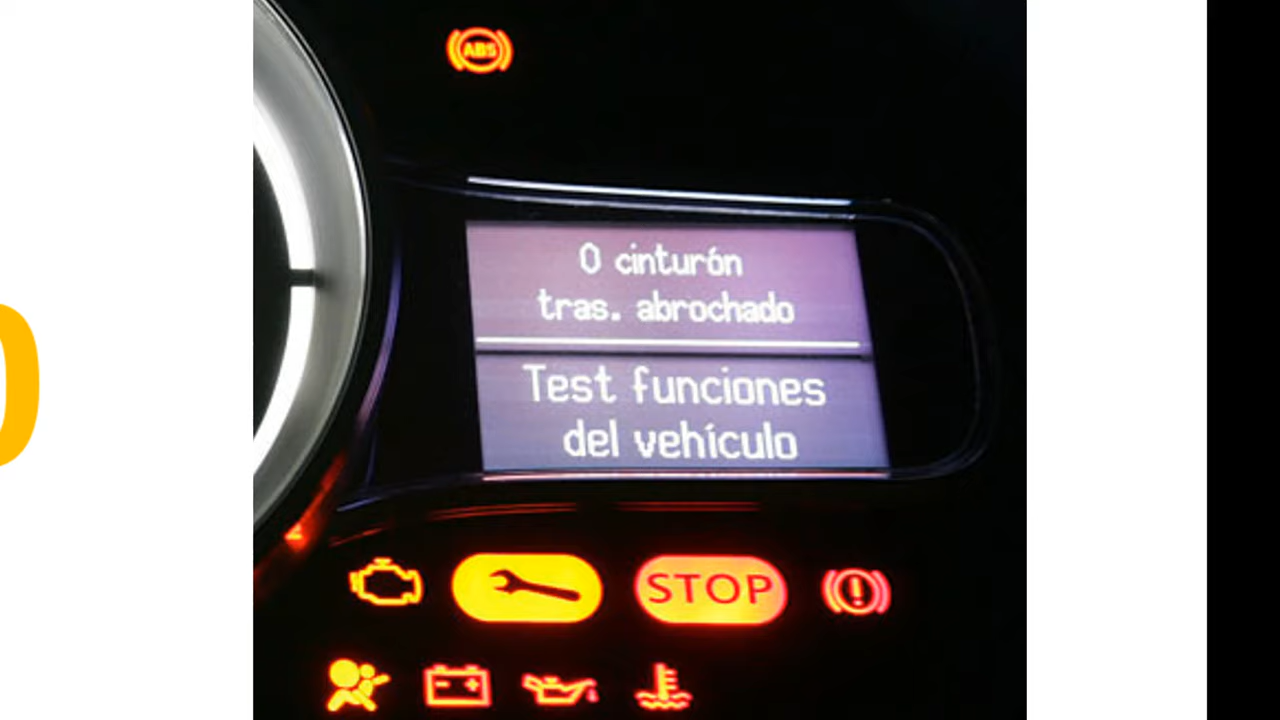 ABS
0 cinturón
tras. abrochado
Test funciones
del vehículo
STOP